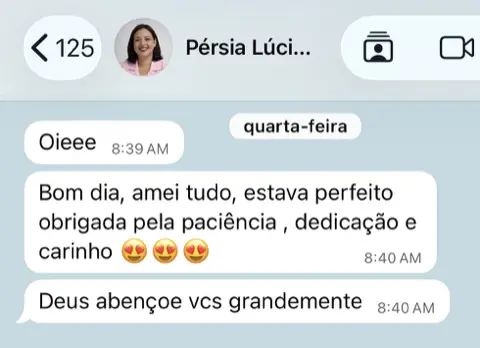 125
Pérsia Lúci...
quarta-feira
Oieee 8:39 AM
Bom dia, amei tudo, estava perfeito
obrigada pela paciência , dedicação e
carinho 😍 😍 😍 8:40 AM
Deus abençoe vcs grandemente 8:40 AM